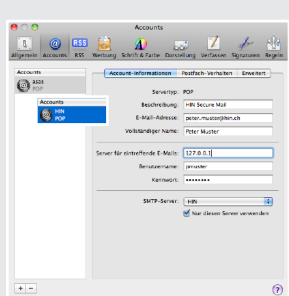 Accounts
Allgemein Accounts RSS Werbung Schrift & Farbe Darstellung Verfassen Signaturen Regeln
Accounts
asas
POP
Accounts
HIN
POP
Account-Informationen Postfach-Verhalten Erweitert
Servertyp: POP
Beschreibung: HIN Secure Mail
E-Mail-Adresse: peter.muster@hin.ch
Vollständiger Name: Peter Muster
Server für eintreffende E-Mails: 127.0.0.1
Benutzername: pmuster
Kennwort: ••••••••
SMTP-Server: HIN
Nur diesen Server verwenden
+ −
?